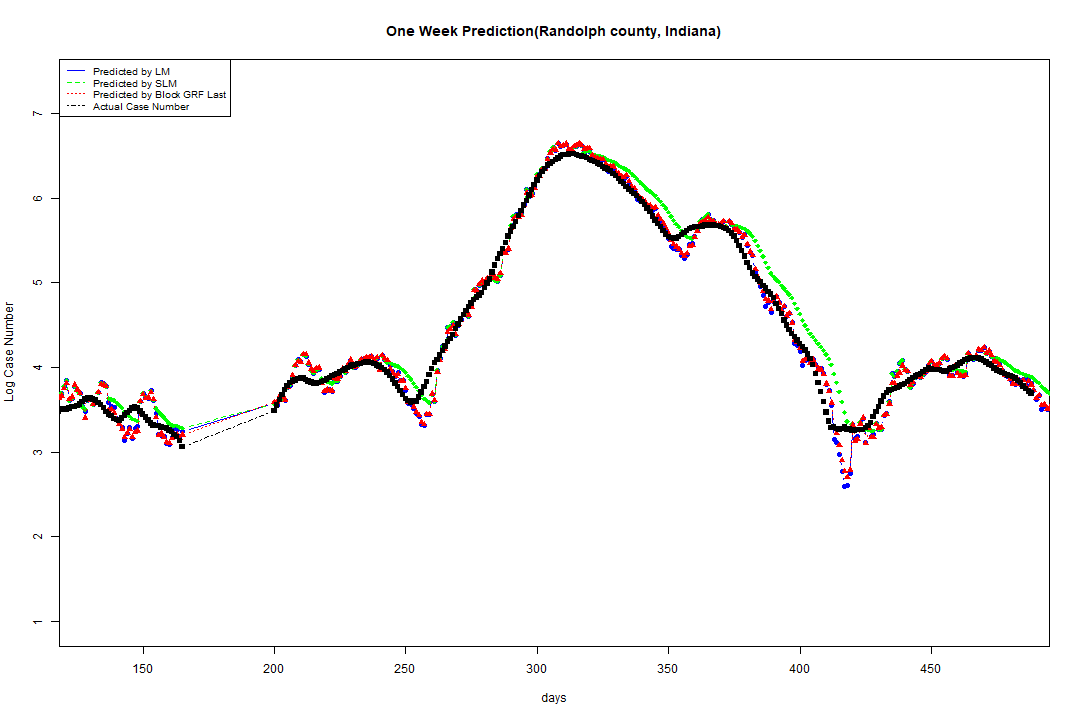 One Week Prediction(Randolph county, Indiana)
Predicted by LM
Predicted by SLM
Predicted by Block GRF Last
Actual Case Number
7
6
5
4
3
2
1
Log Case Number
150 200 250 300 350 400 450
days